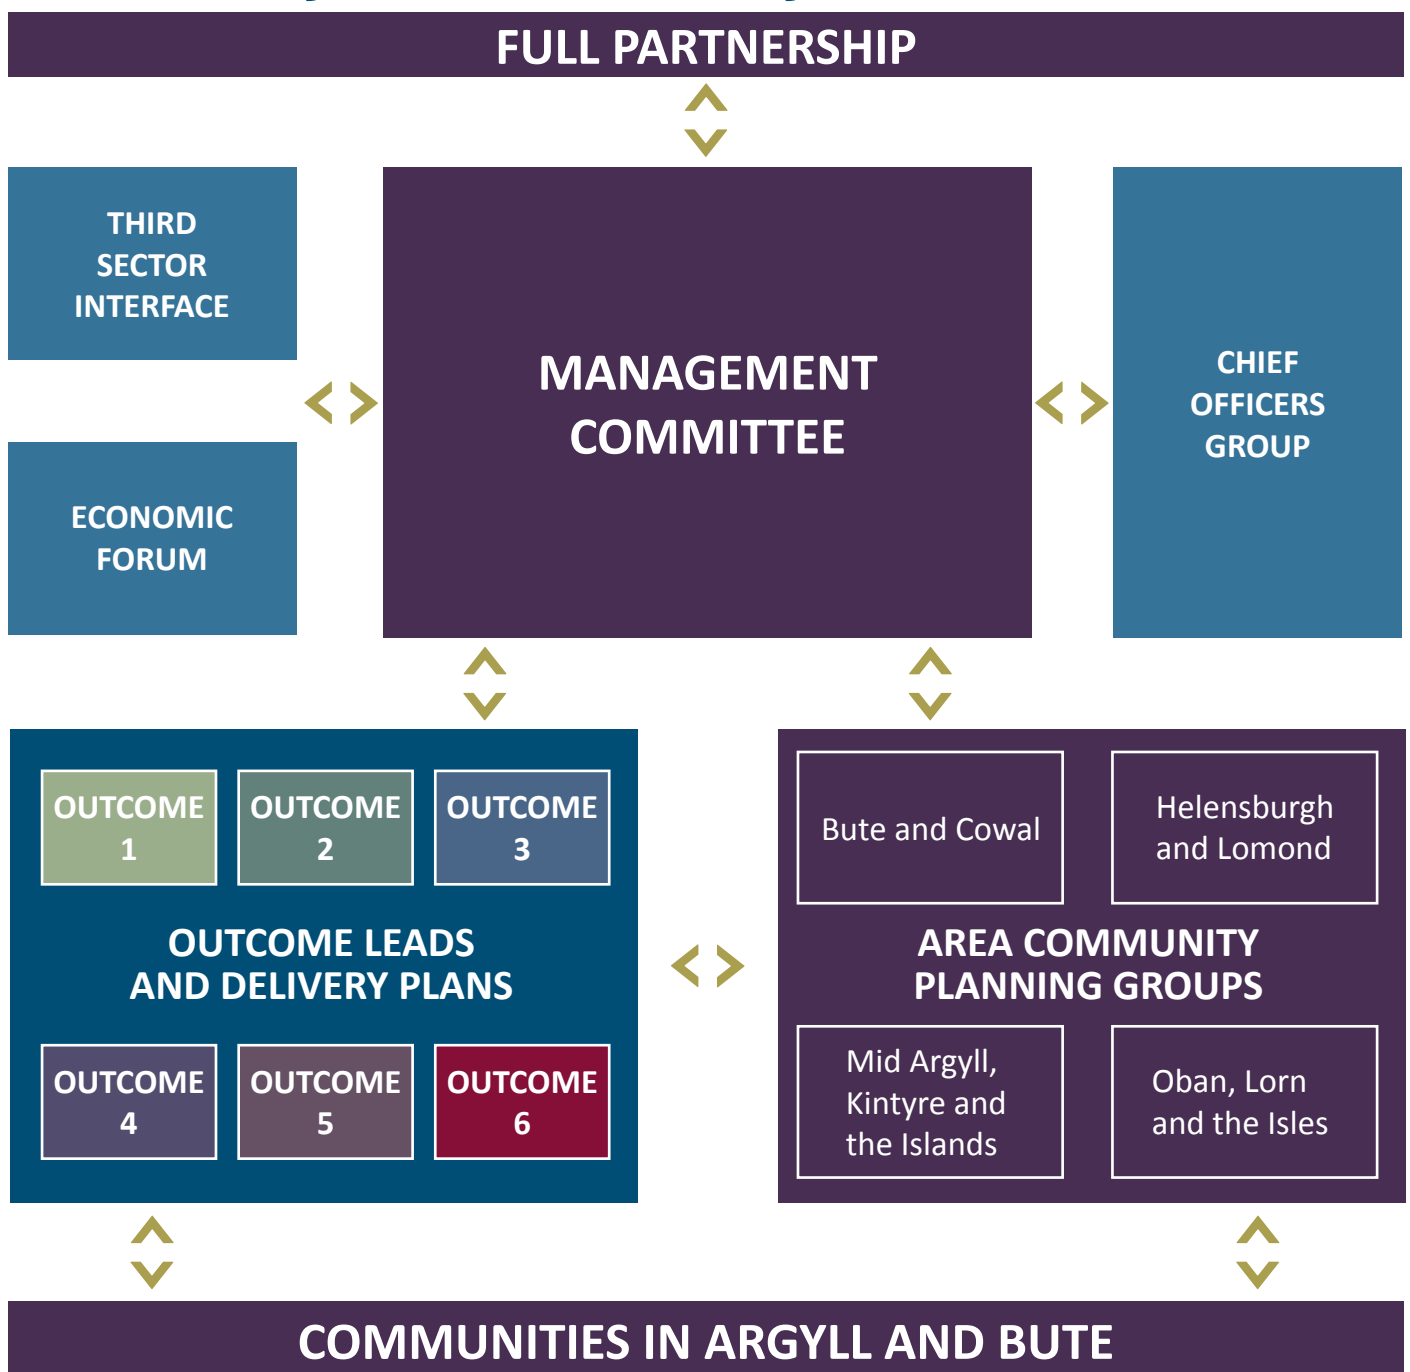 FULL PARTNERSHIP
THIRD
SECTOR
INTERFACE
ECONOMIC
FORUM
MANAGEMENT
COMMITTEE
CHIEF
OFFICERS
GROUP
OUTCOME
1
OUTCOME
2
OUTCOME
3
OUTCOME LEADS
AND DELIVERY PLANS
OUTCOME
4
OUTCOME
5
OUTCOME
6
Bute and Cowal
Helensburgh
and Lomond
AREA COMMUNITY
PLANNING GROUPS
Mid Argyll,
Kintyre and
the Islands
Oban, Lorn
and the Isles
COMMUNITIES IN ARGYLL AND BUTE